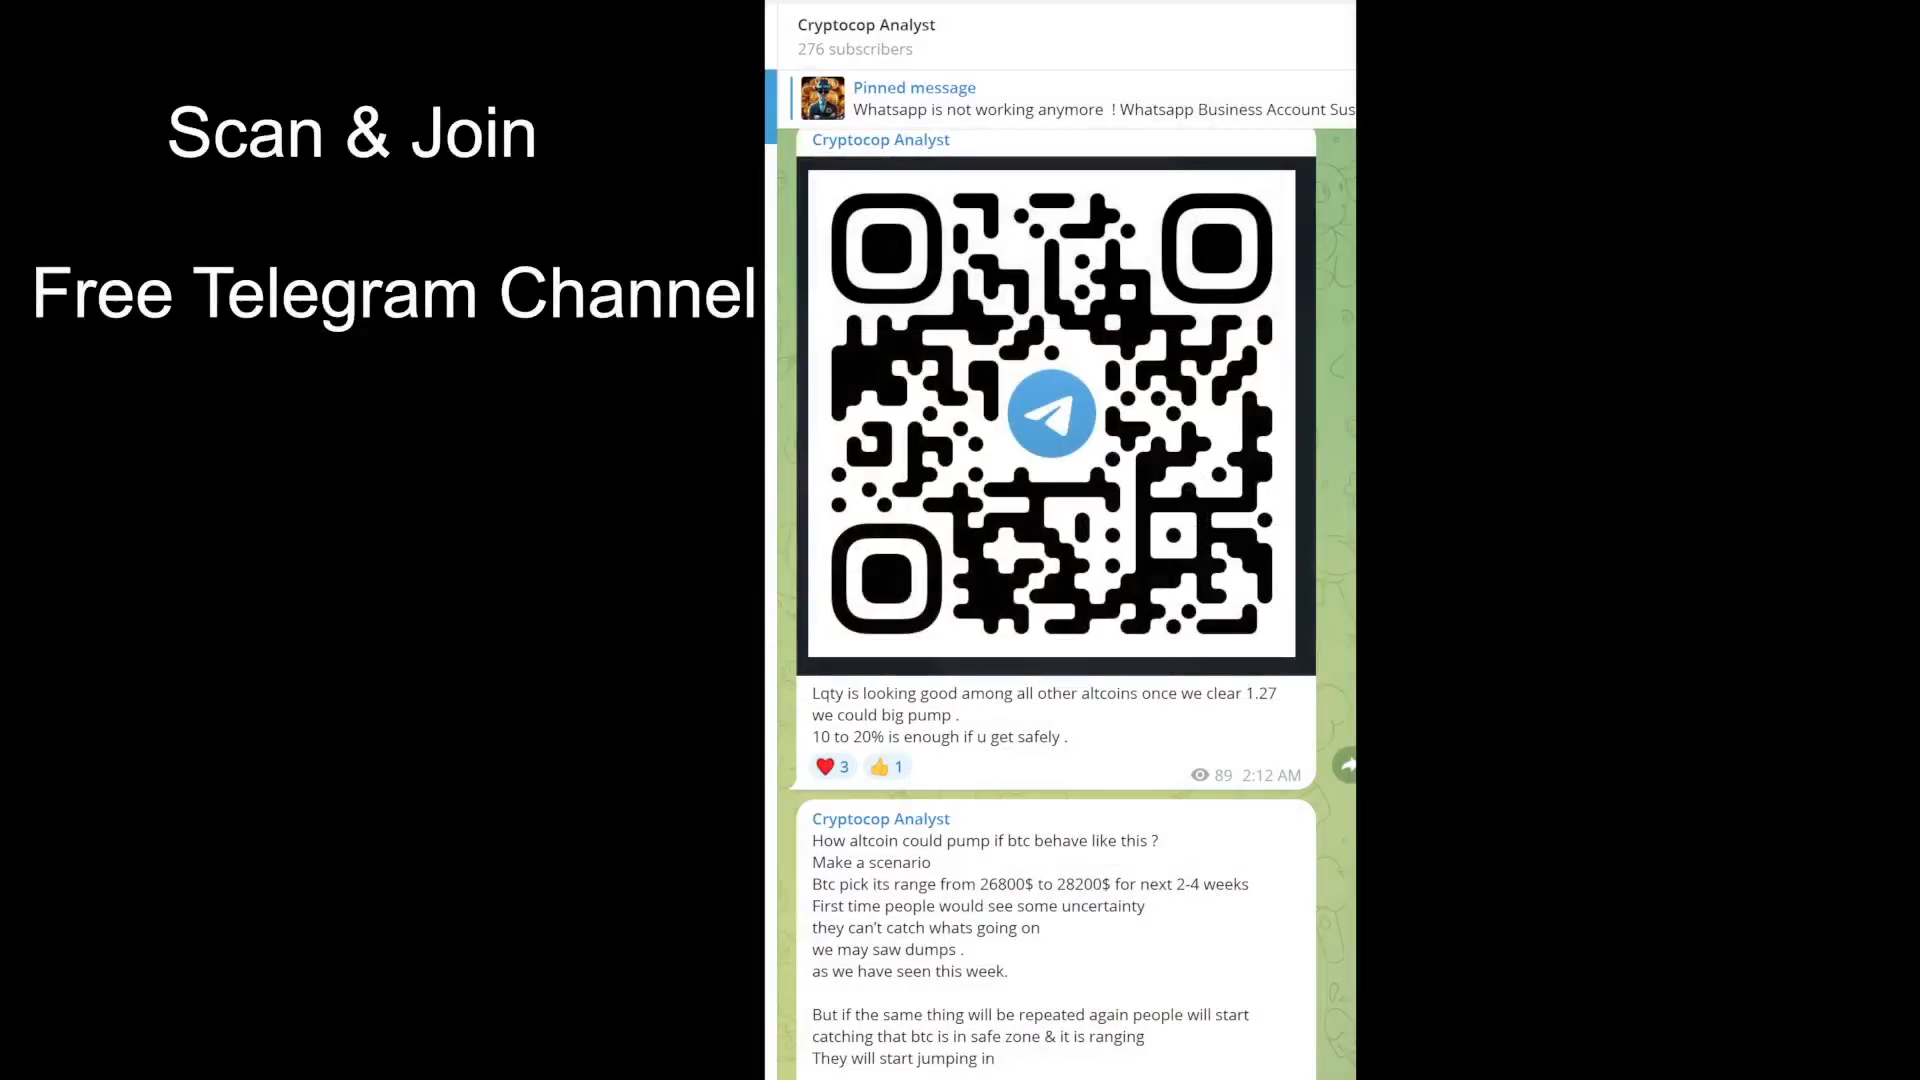 Scan & Join
Free Telegram Channel
Cryptocop Analyst
276 subscribers
Pinned message
Whatsapp is not working anymore ! Whatsapp Business Account Sus
Cryptocop Analyst
Lqty is looking good among all other altcoins once we clear 1.27
we could big pump .
10 to 20% is enough if u get safely .
❤️ 3 👍 1
89 2:12 AM
Cryptocop Analyst
How altcoin could pump if btc behave like this ?
Make a scenario
Btc pick its range from 26800$ to 28200$ for next 2-4 weeks
First time people would see some uncertainty
they can’t catch whats going on
we may saw dumps .
as we have seen this week.
But if the same thing will be repeated again people will start
catching that btc is in safe zone & it is ranging
They will start jumping in